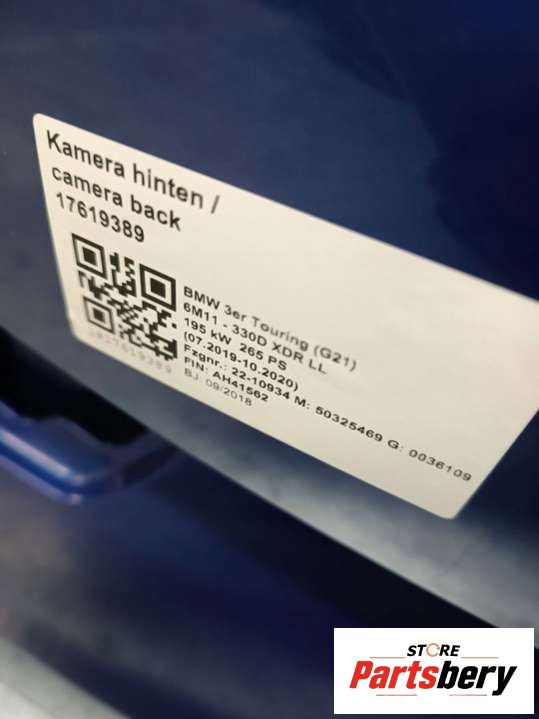 Kamera hinten /
camera back
17619389
BMW 3er Touring (G21)
6M11 - 330D XDR LL
195 kW 265 PS
(07.2019-10.2020)
Fzgnr.: 22-10934 M: 50325469 G: 0036109
FIN: AH41562
BJ: 09/2018
STORE
Partsbery